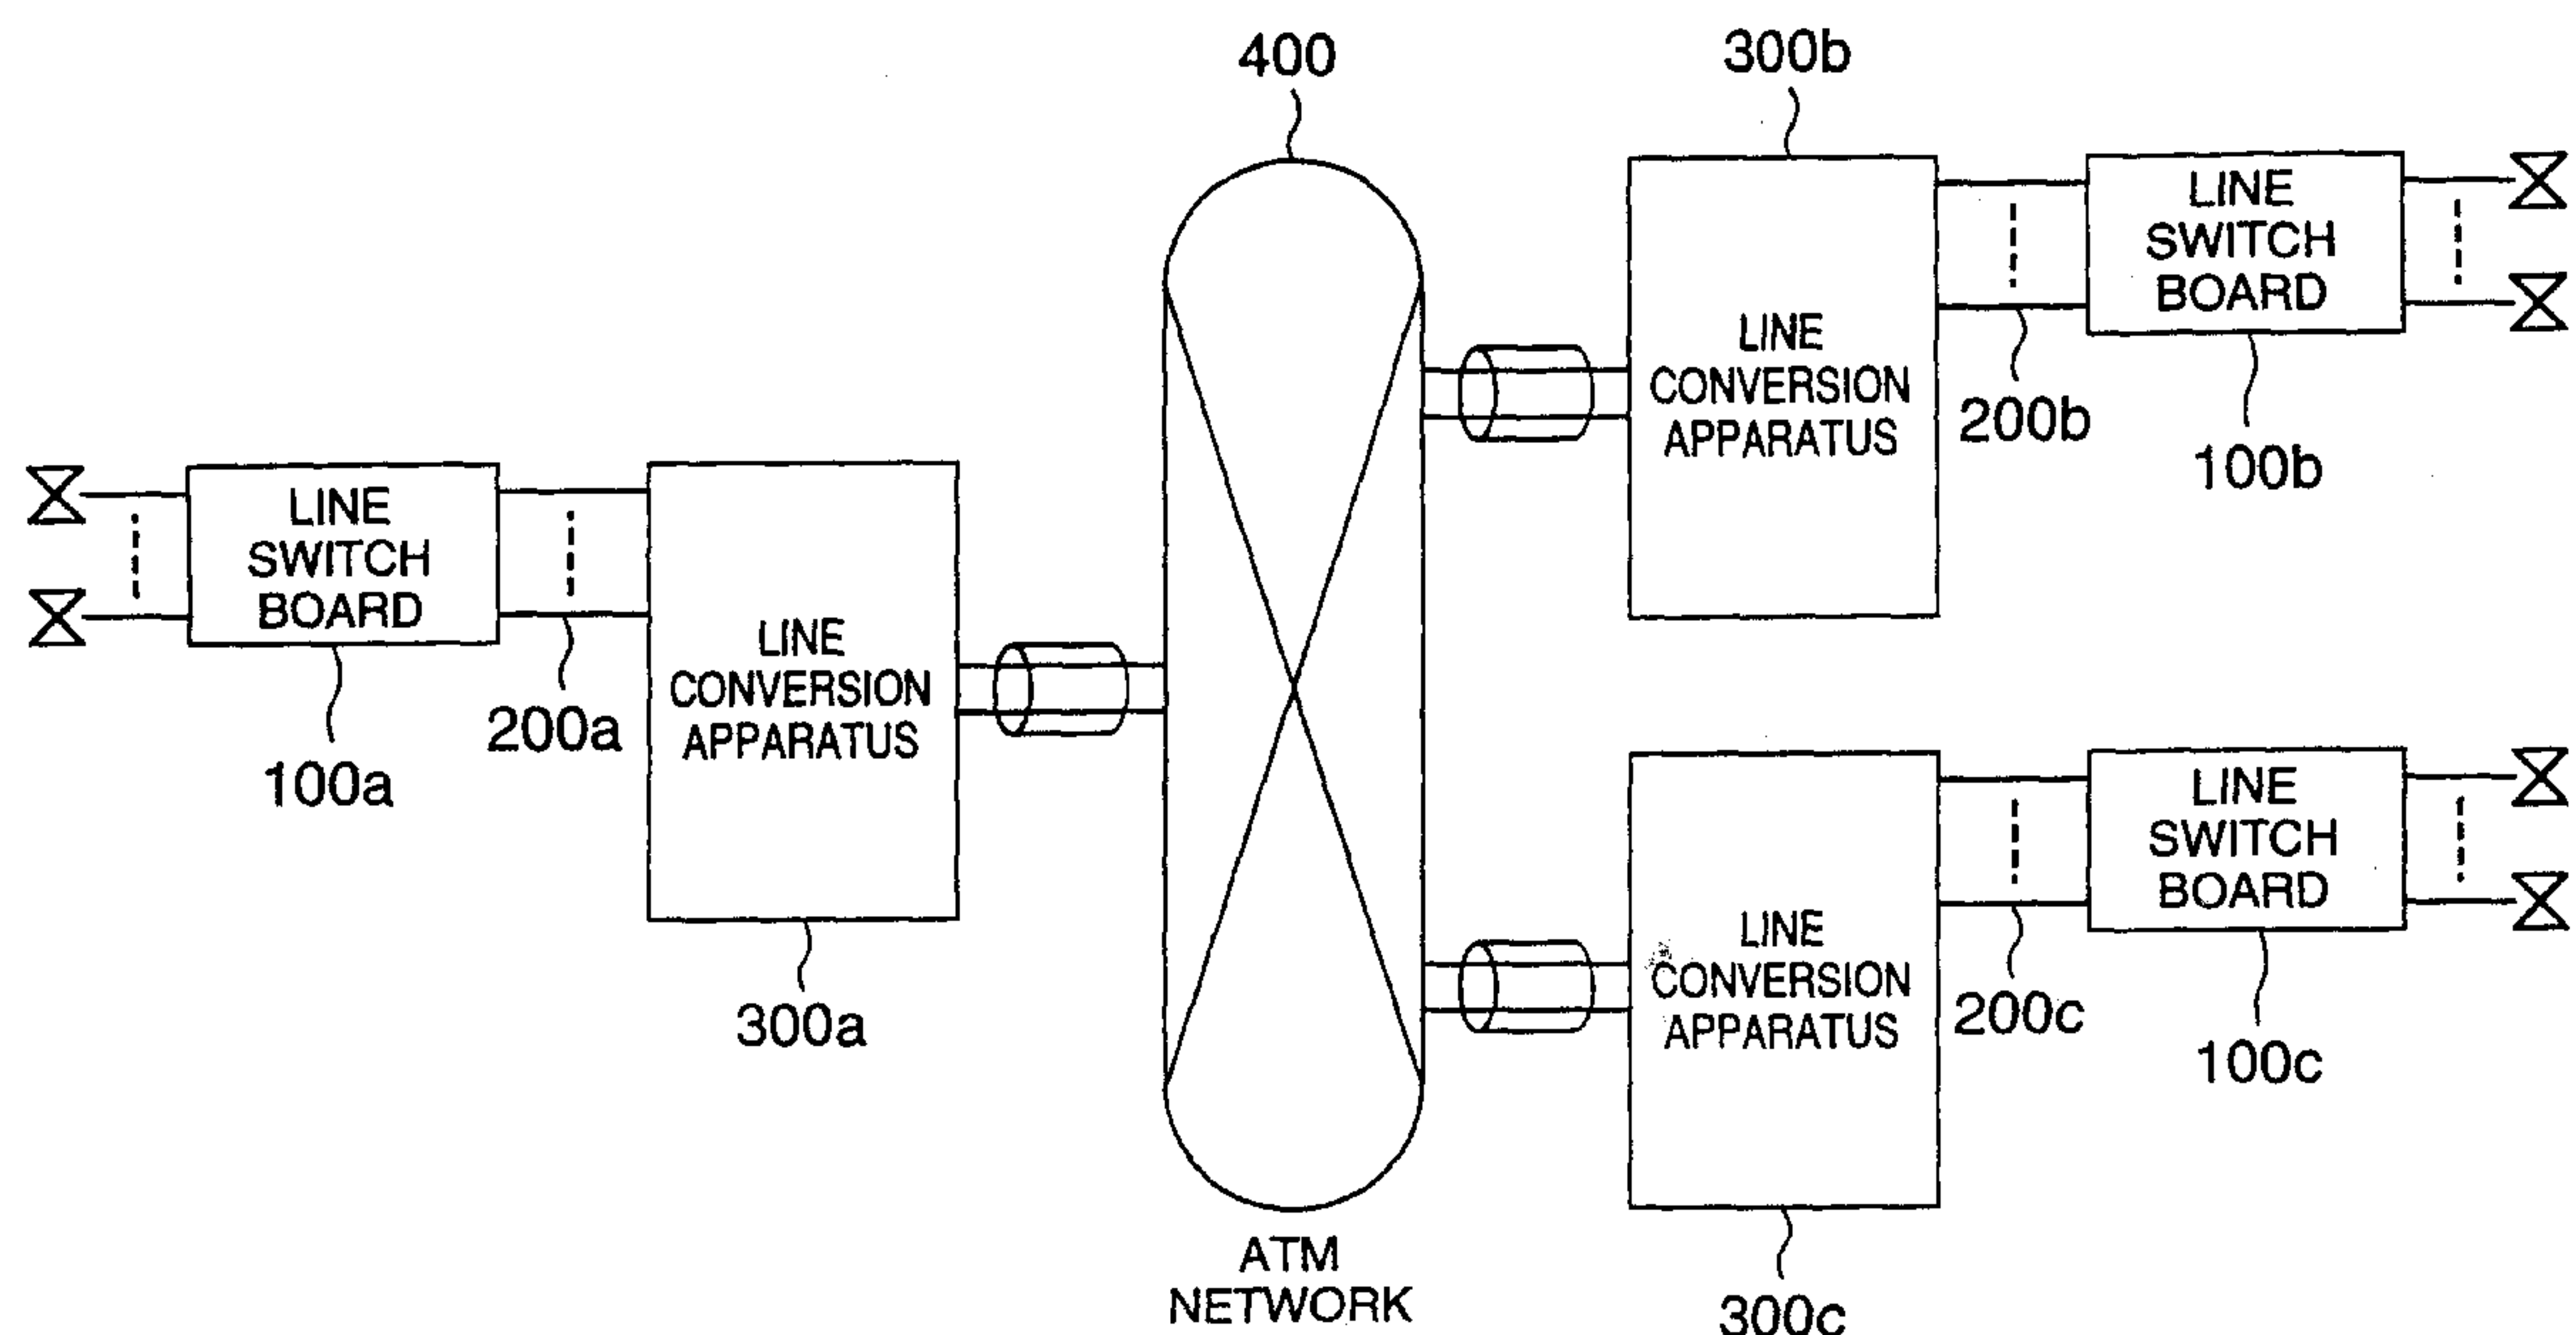 400
300b
LINE
SWITCH
BOARD
LINE
CONVERSION
APPARATUS
200b
100b
LINE
SWITCH
BOARD
LINE
CONVERSION
APPARATUS
200a
100a
300a
LINE
SWITCH
BOARD
LINE
CONVERSION
APPARATUS
200c
100c
300c
ATM
NETWORK